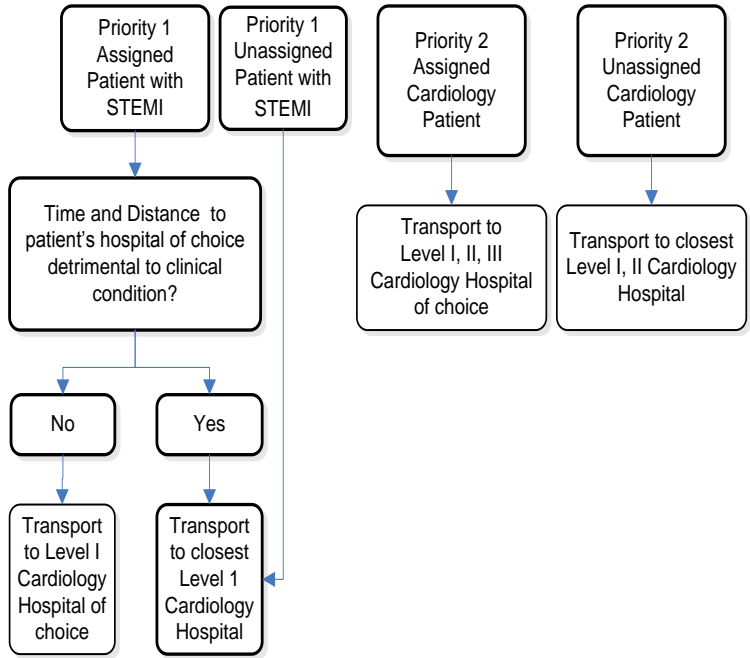 Priority 1
Assigned
Patient with
STEMI
Priority 1
Unassigned
Patient with
STEMI
Priority 2
Assigned
Cardiology
Patient
Priority 2
Unassigned
Cardiology
Patient
Time and Distance to
patient's hospital of choice
detrimental to clinical
condition?
Transport to
Level I, II, III
Cardiology Hospital
of choice
Transport to closest
Level I, II Cardiology
Hospital
No
Yes
Transport
to Level I
Cardiology
Hospital of
choice
Transport
to closest
Level 1
Cardiology
Hospital